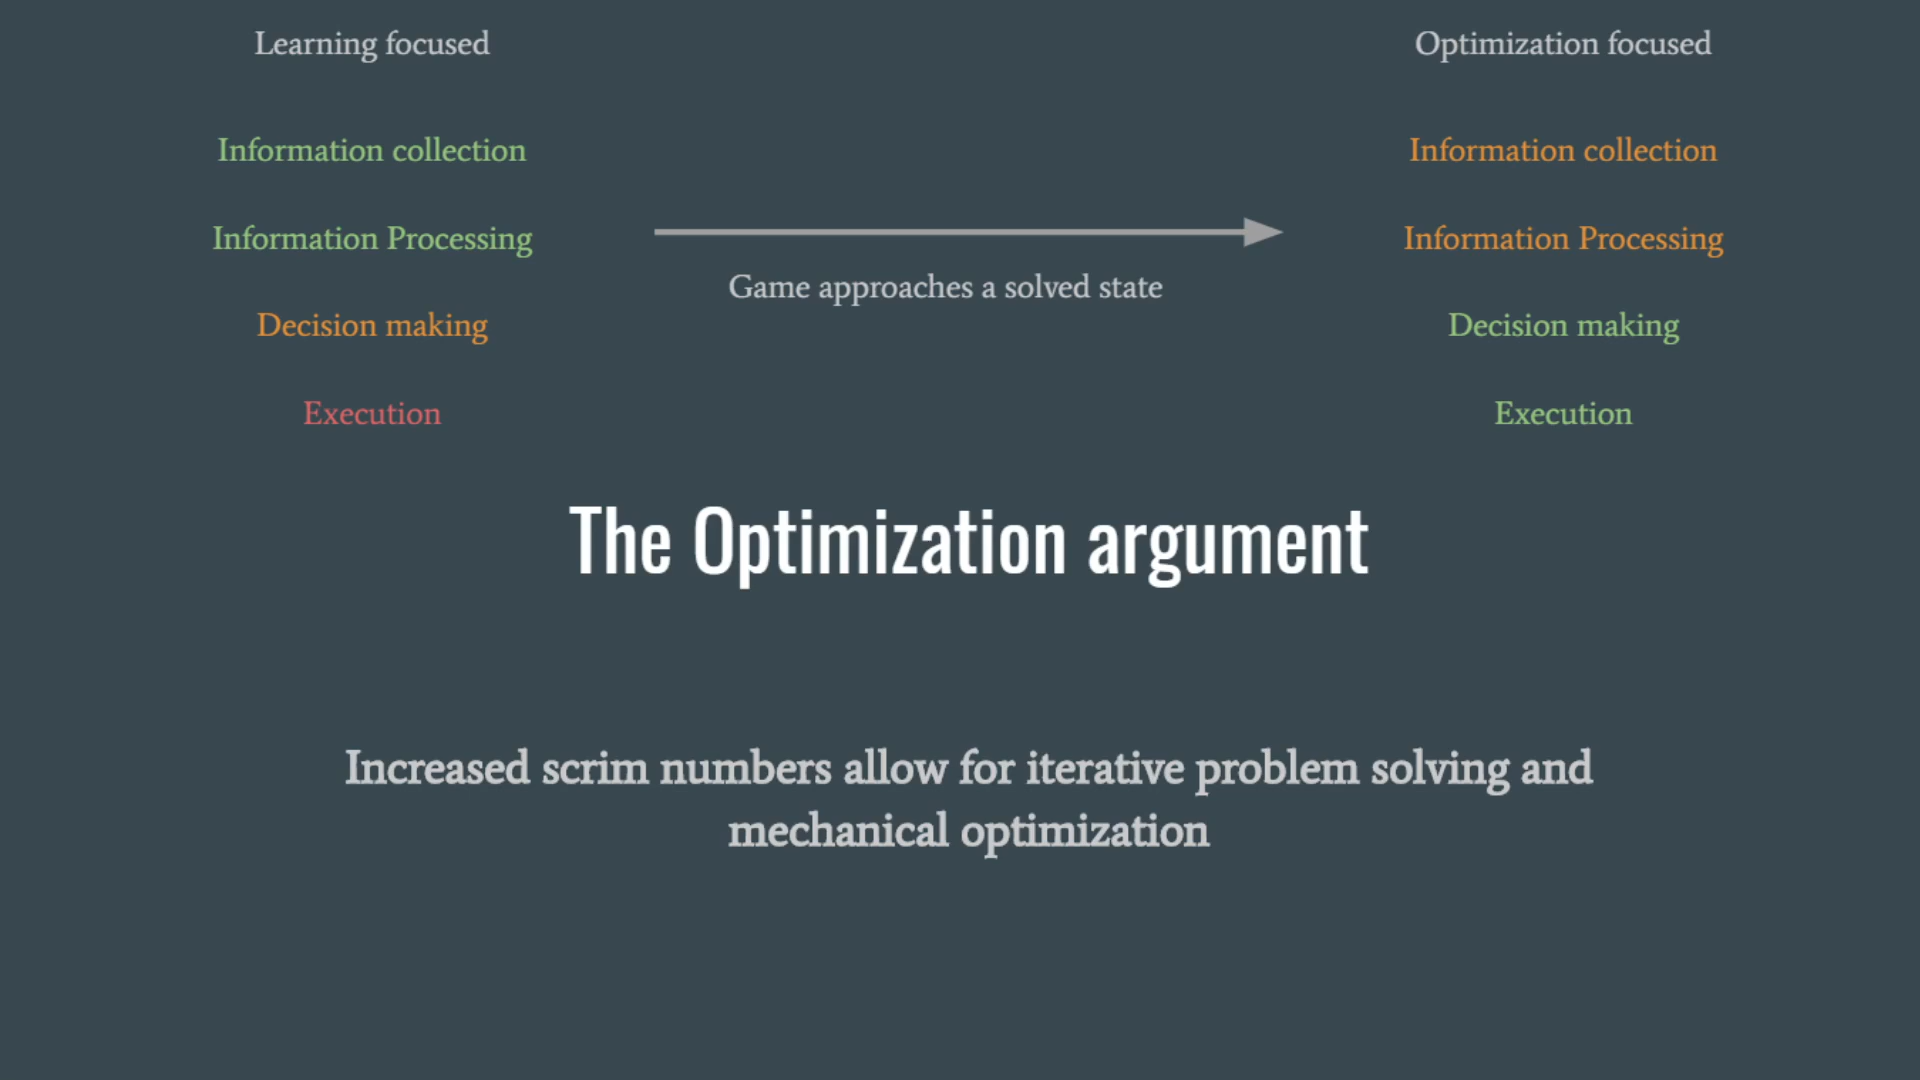 Learning focused
Optimization focused
Information collection
Information collection
Information Processing
Information Processing
Game approaches a solved state
Decision making
Decision making
Execution
Execution
The Optimization argument
Increased scrim numbers allow for iterative problem solving and
mechanical optimization